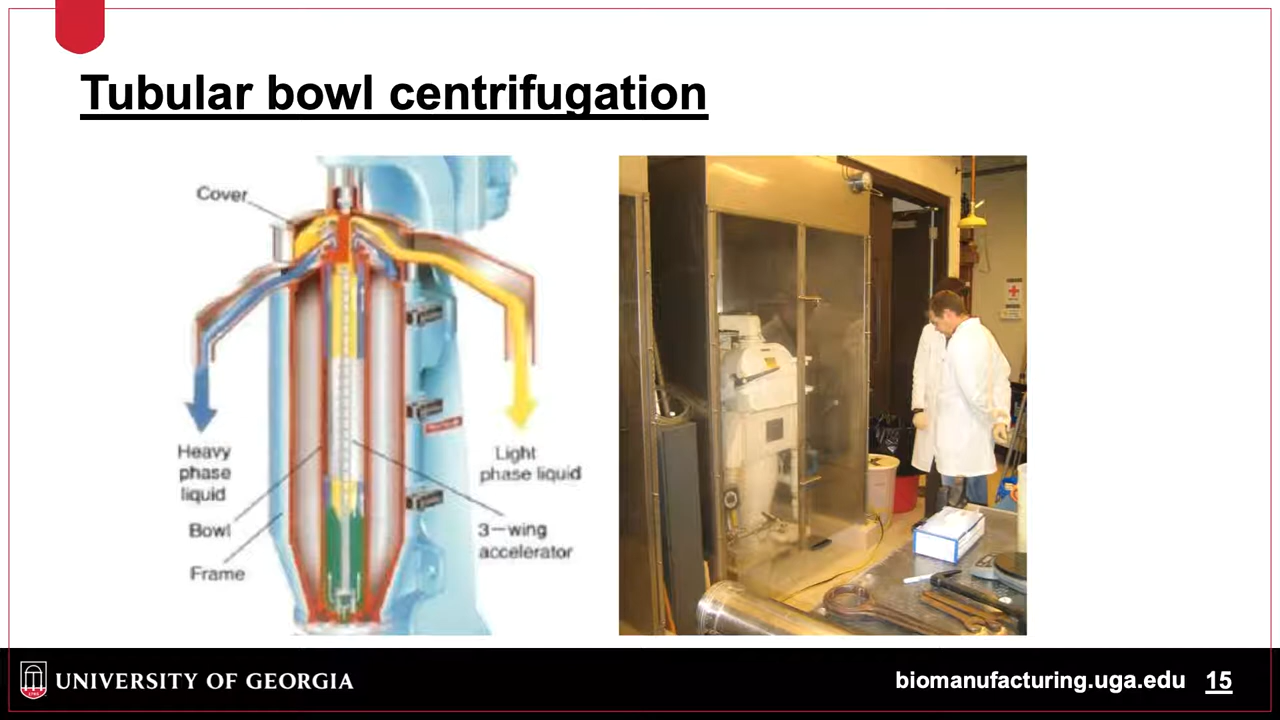 Tubular bowl centrifugation
Cover
Heavy
phase
liquid
Light
phase liquid
Bowl
3-wing
accelerator
Frame
UNIVERSITY OF GEORGIA
biomanufacturing.uga.edu 15